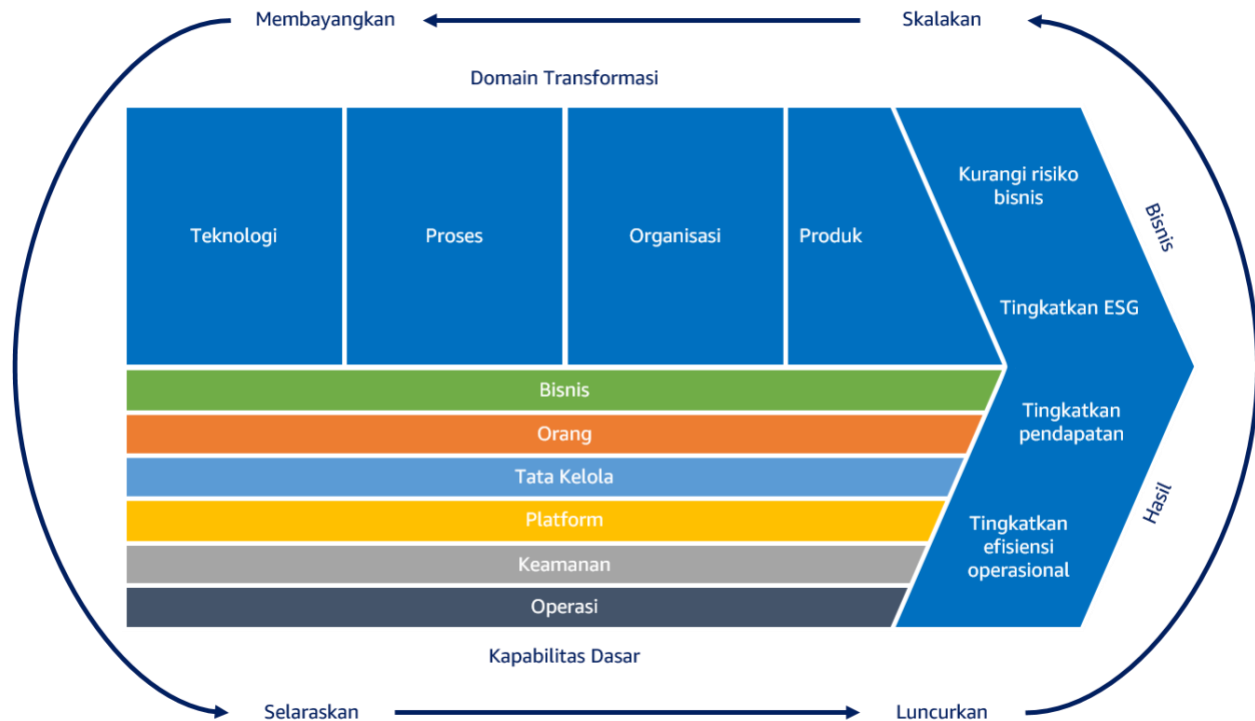 Membayangkan
Skalakan
Domain Transformasi
Teknologi
Proses
Organisasi
Produk
Kurangi risiko
bisnis
Tingkatkan ESG
Tingkatkan
pendapatan
Tingkatkan
efisiensi
operasional
Bisnis
Hasil
Bisnis
Orang
Tata Kelola
Platform
Keamanan
Operasi
Kapabilitas Dasar
Selaraskan
Luncurkan